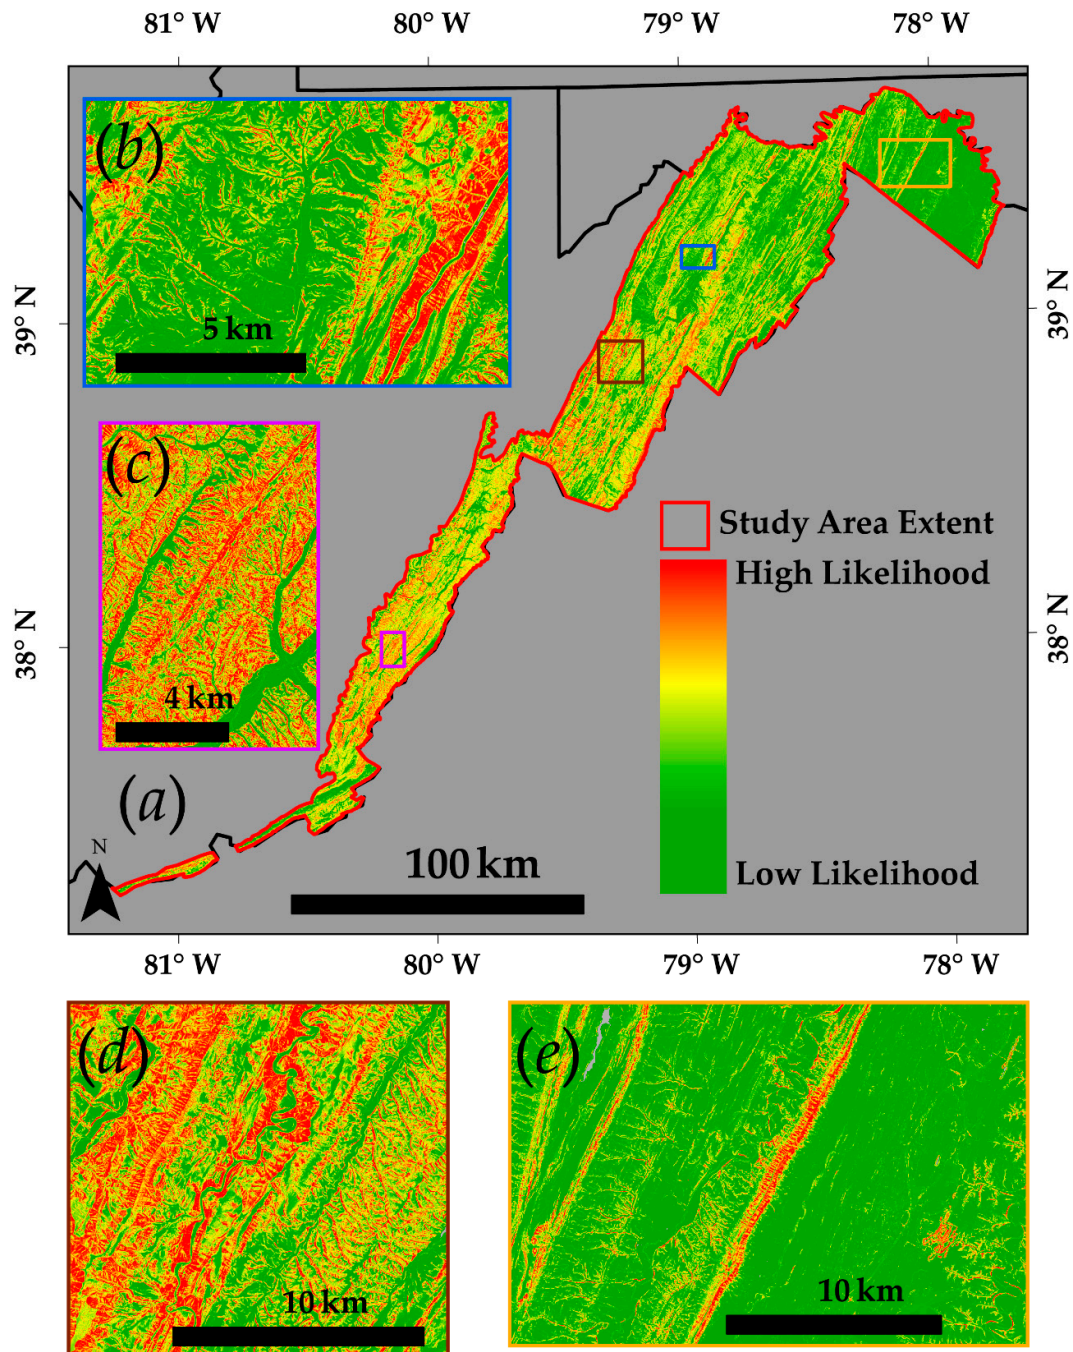 81° W 80° W 79° W 78° W
(b)
5 km
39° N
39° N
(c)
4 km
38° N
38° N
Study Area Extent
High Likelihood
Low Likelihood
(a)
N
100 km
81° W 80° W 79° W 78° W
(d)
10 km
(e)
10 km